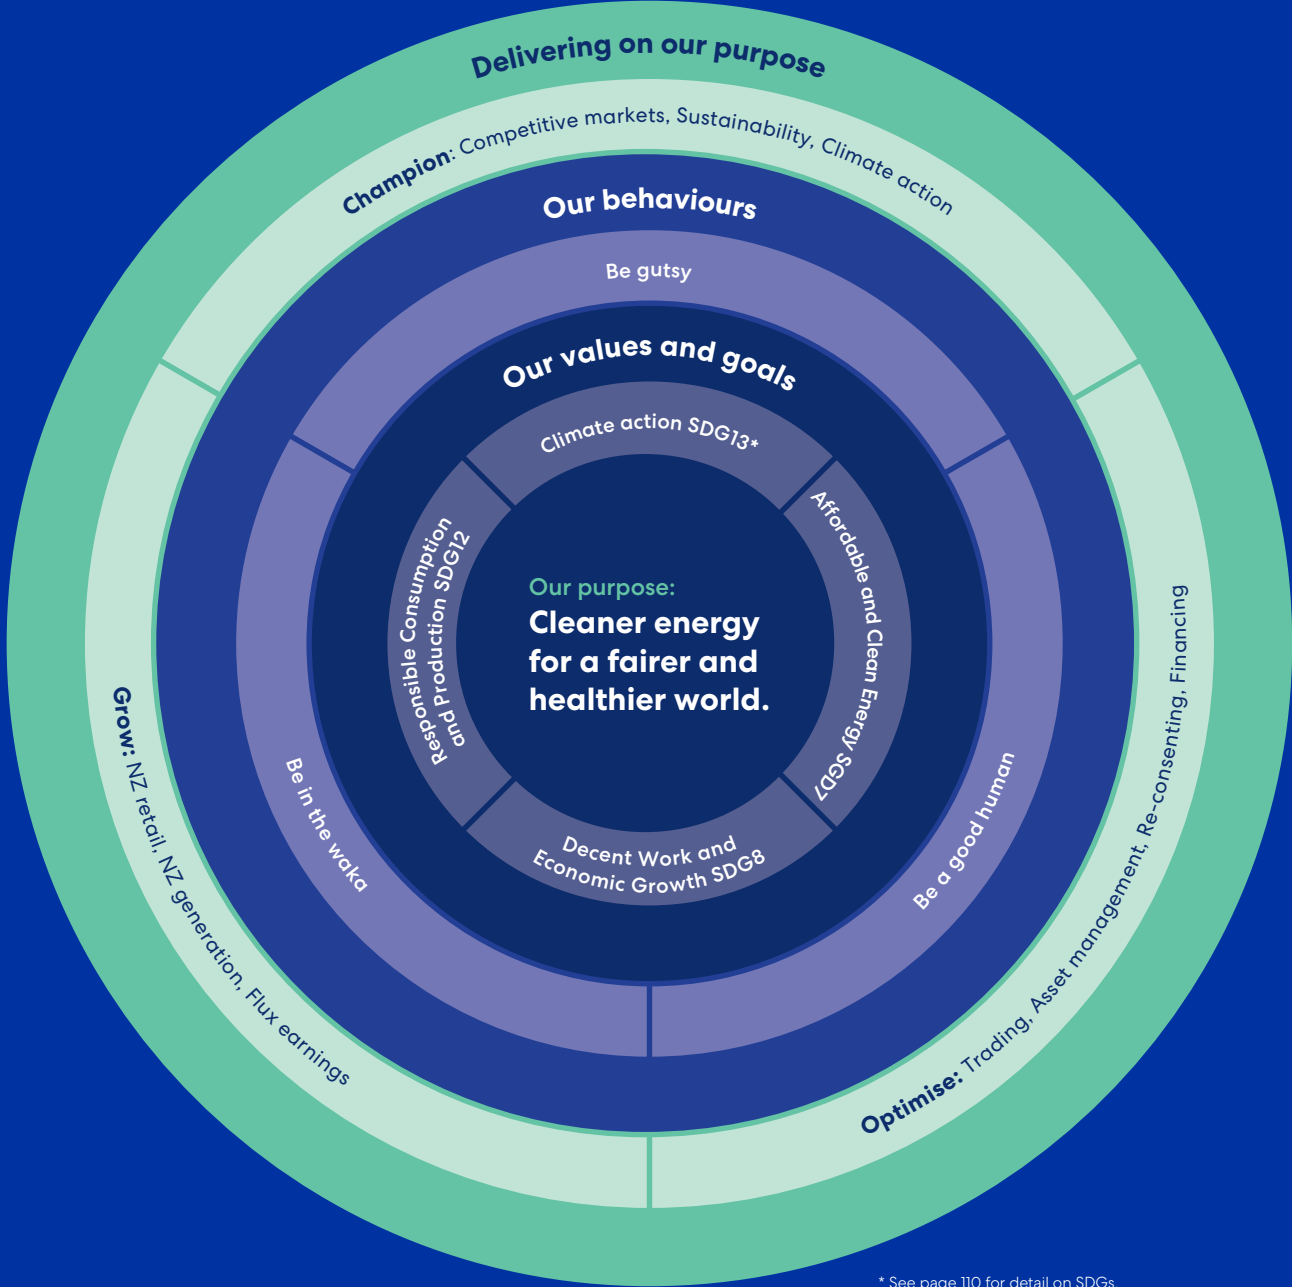 Delivering on our purpose
Champion: Competitive markets, Sustainability, Climate action
Our behaviours
Be gutsy
Our values and goals
Climate action SDG13*
Affordable and Clean Energy SGD7
Responsible Consumption
and Production SDG12
Our purpose:
Cleaner energy
for a fairer and
healthier world.
Decent Work and
Economic Growth SDG8
Be in the waka
Be a good human
Grow: NZ retail, NZ generation, Flux earnings
Optimise: Trading, Asset management, Re-consenting, Financing
* See page 110 for detail on SDGs